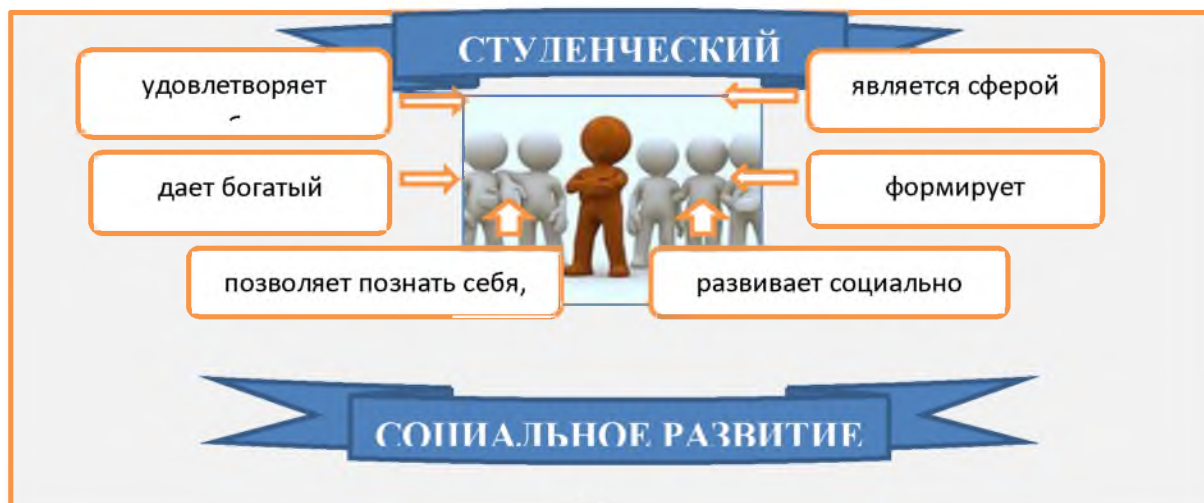 СТУДЕНЧЕСКИЙ
удовлетворяет
является сферой
дает богатый
формирует
позволяет познать себя,
развивает социально
СОЦИАЛЬНОЕ РАЗВИТИЕ